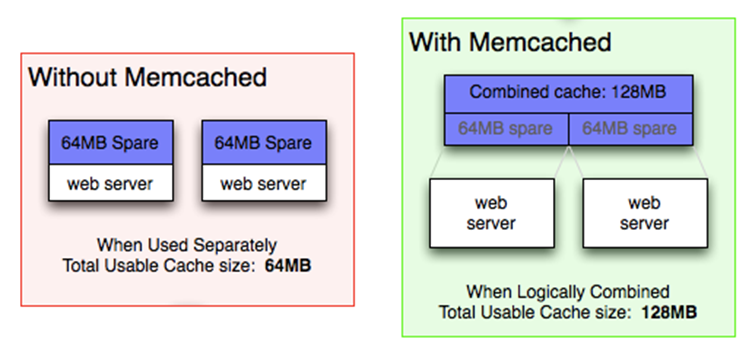 Without Memcached
64MB Spare
web server
64MB Spare
web server
When Used Separately
Total Usable Cache size: 64MB
With Memcached
Combined cache: 128MB
64MB spare
64MB spare
web
server
web
server
When Logically Combined
Total Usable Cache size: 128MB